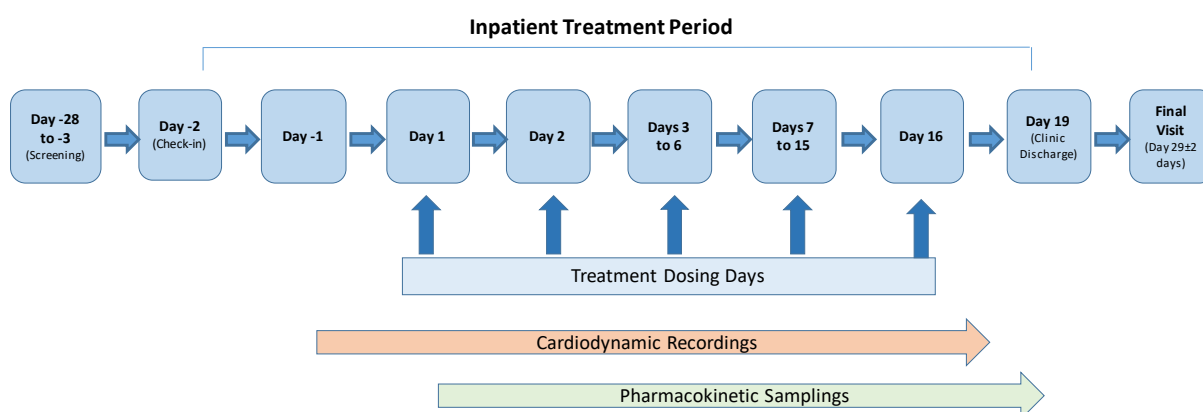 Inpatient Treatment Period
Day -28
to -3
(Screening)
Day -2
(Check-in)
Day -1
Day 1
Day 2
Days 3
to 6
Days 7
to 15
Day 16
Day 19
(Clinic
Discharge)
Final
Visit
(Day 29±2
days)
Treatment Dosing Days
Cardiodynamic Recordings
Pharmacokinetic Samplings